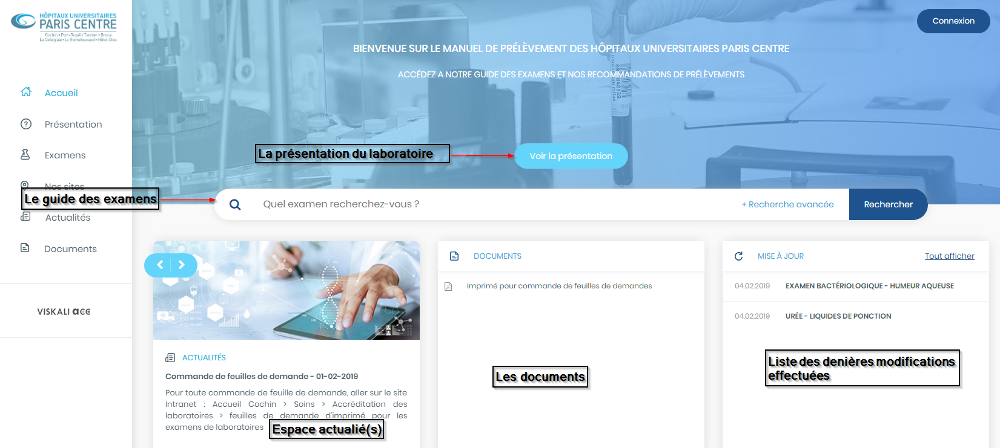 HÔPITAUX UNIVERSITAIRES
PARIS CENTRE
Cochin • Port-Royal • Tarnier • Broca
La Collégiale • La Rochefoucauld • Hôtel-Dieu
Connexion
BIENVENUE SUR LE MANUEL DE PRÉLÈVEMENT DES HÔPITAUX UNIVERSITAIRES PARIS CENTRE
ACCÉDEZ A NOTRE GUIDE DES EXAMENS ET NOS RECOMMANDATIONS DE PRÉLÈVEMENTS
Accueil
Présentation
Examens
Nos sites
Actualités
Documents
VISKALI acc
La présentation du laboratoire
Voir la présentation
Le guide des examens
Quel examen recherchez-vous ?
+ Recherche avancée
Rechercher
ACTUALITÉS
Commande de feuilles de demande - 01-02-2019
Pour toute commande de feuille de demande, aller sur le site
Intranet : Accueil Cochin > Soins > Accréditation des
laboratoires > feuilles de demande d'imprimé pour les
examens de laboratoires
Espace actualié(s)
DOCUMENTS
Imprimé pour commande de feuilles de demandes
Les documents
MISE À JOUR
Tout afficher
04.02.2019 EXAMEN BACTÉRIOLOGIQUE - HUMEUR AQUEUSE
04.02.2019 URÉE - LIQUIDES DE PONCTION
Liste des denières modifications
effectuées